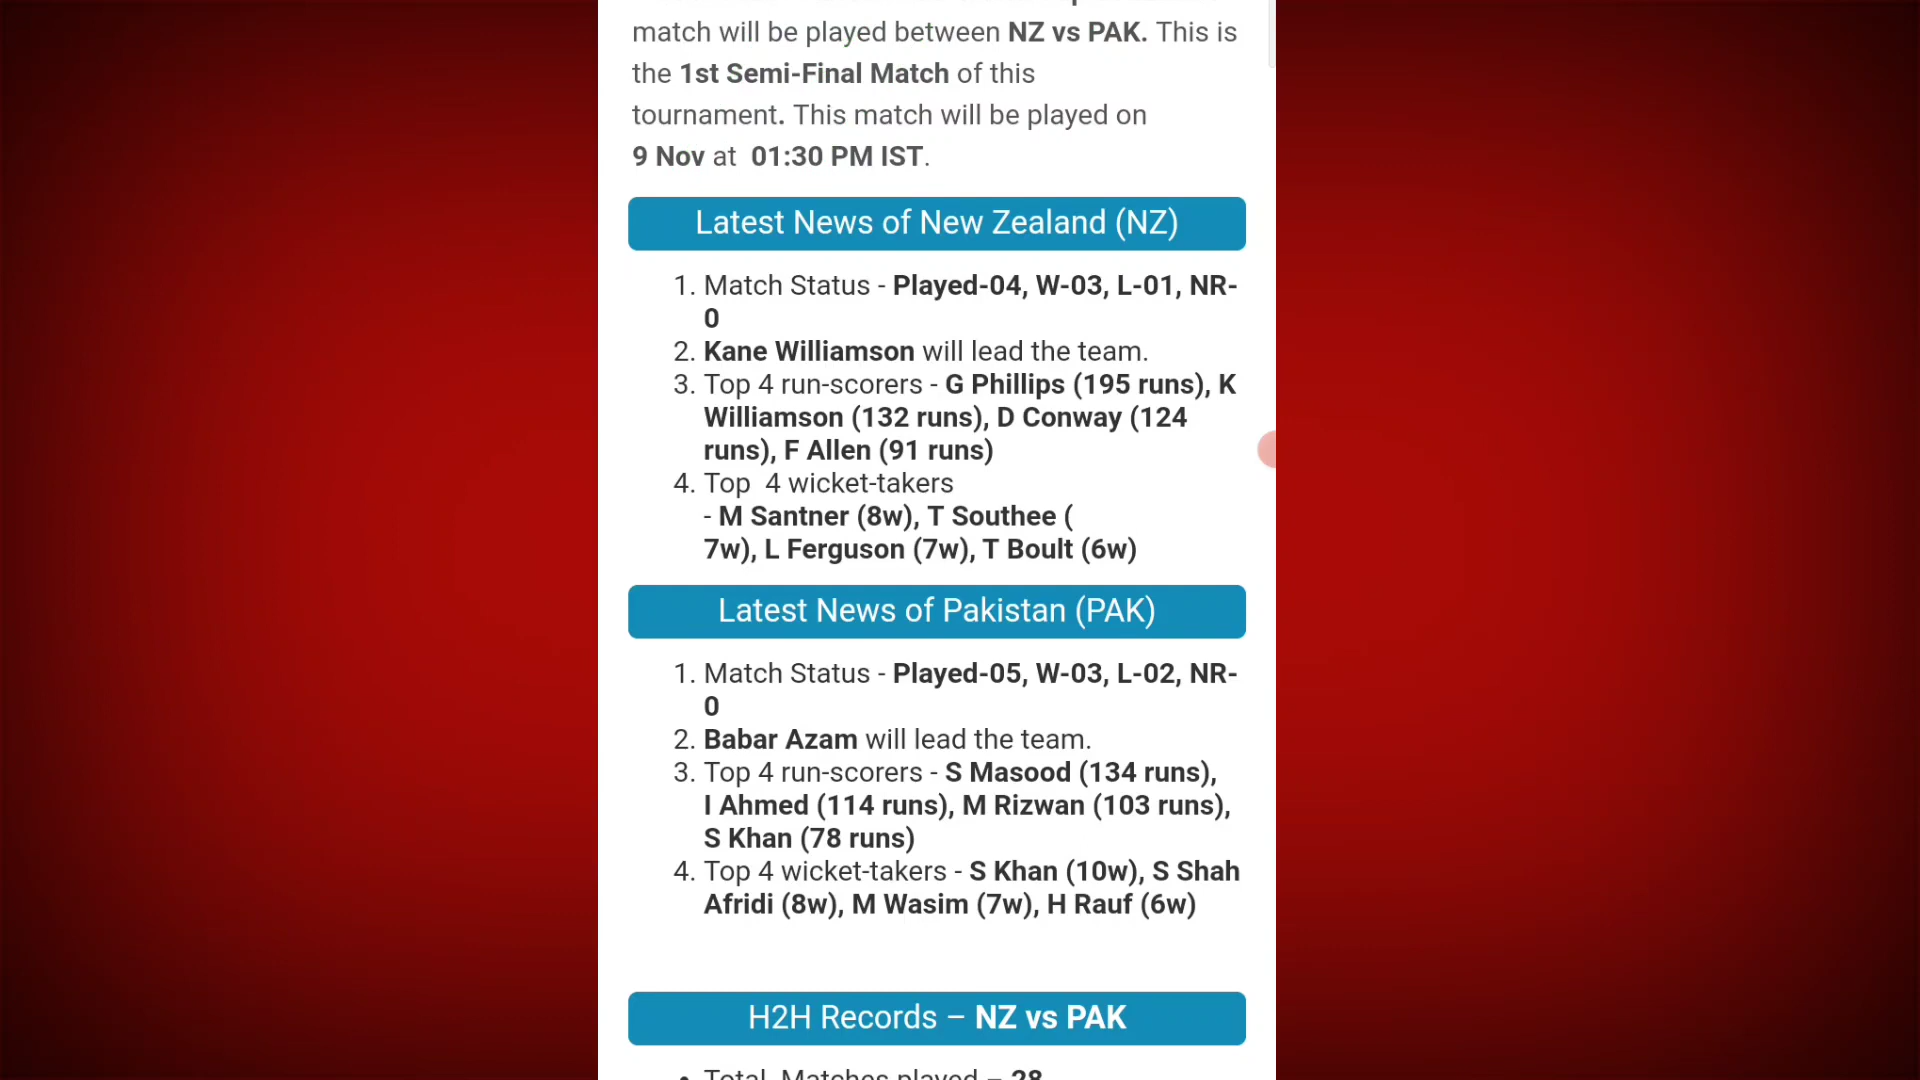 match will be played between NZ vs PAK. This is
the 1st Semi-Final Match of this
tournament. This match will be played on
9 Nov at 01:30 PM IST.
Latest News of New Zealand (NZ)
1. Match Status - Played-04, W-03, L-01, NR-
0
2. Kane Williamson will lead the team.
3. Top 4 run-scorers - G Phillips (195 runs), K
Williamson (132 runs), D Conway (124
runs), F Allen (91 runs)
4. Top 4 wicket-takers
- M Santner (8w), T Southee (
7w), L Ferguson (7w), T Boult (6w)
Latest News of Pakistan (PAK)
1. Match Status - Played-05, W-03, L-02, NR-
0
2. Babar Azam will lead the team.
3. Top 4 run-scorers - S Masood (134 runs),
I Ahmed (114 runs), M Rizwan (103 runs),
S Khan (78 runs)
4. Top 4 wicket-takers - S Khan (10w), S Shah
Afridi (8w), M Wasim (7w), H Rauf (6w)
H2H Records – NZ vs PAK
• Total Matches played – 28